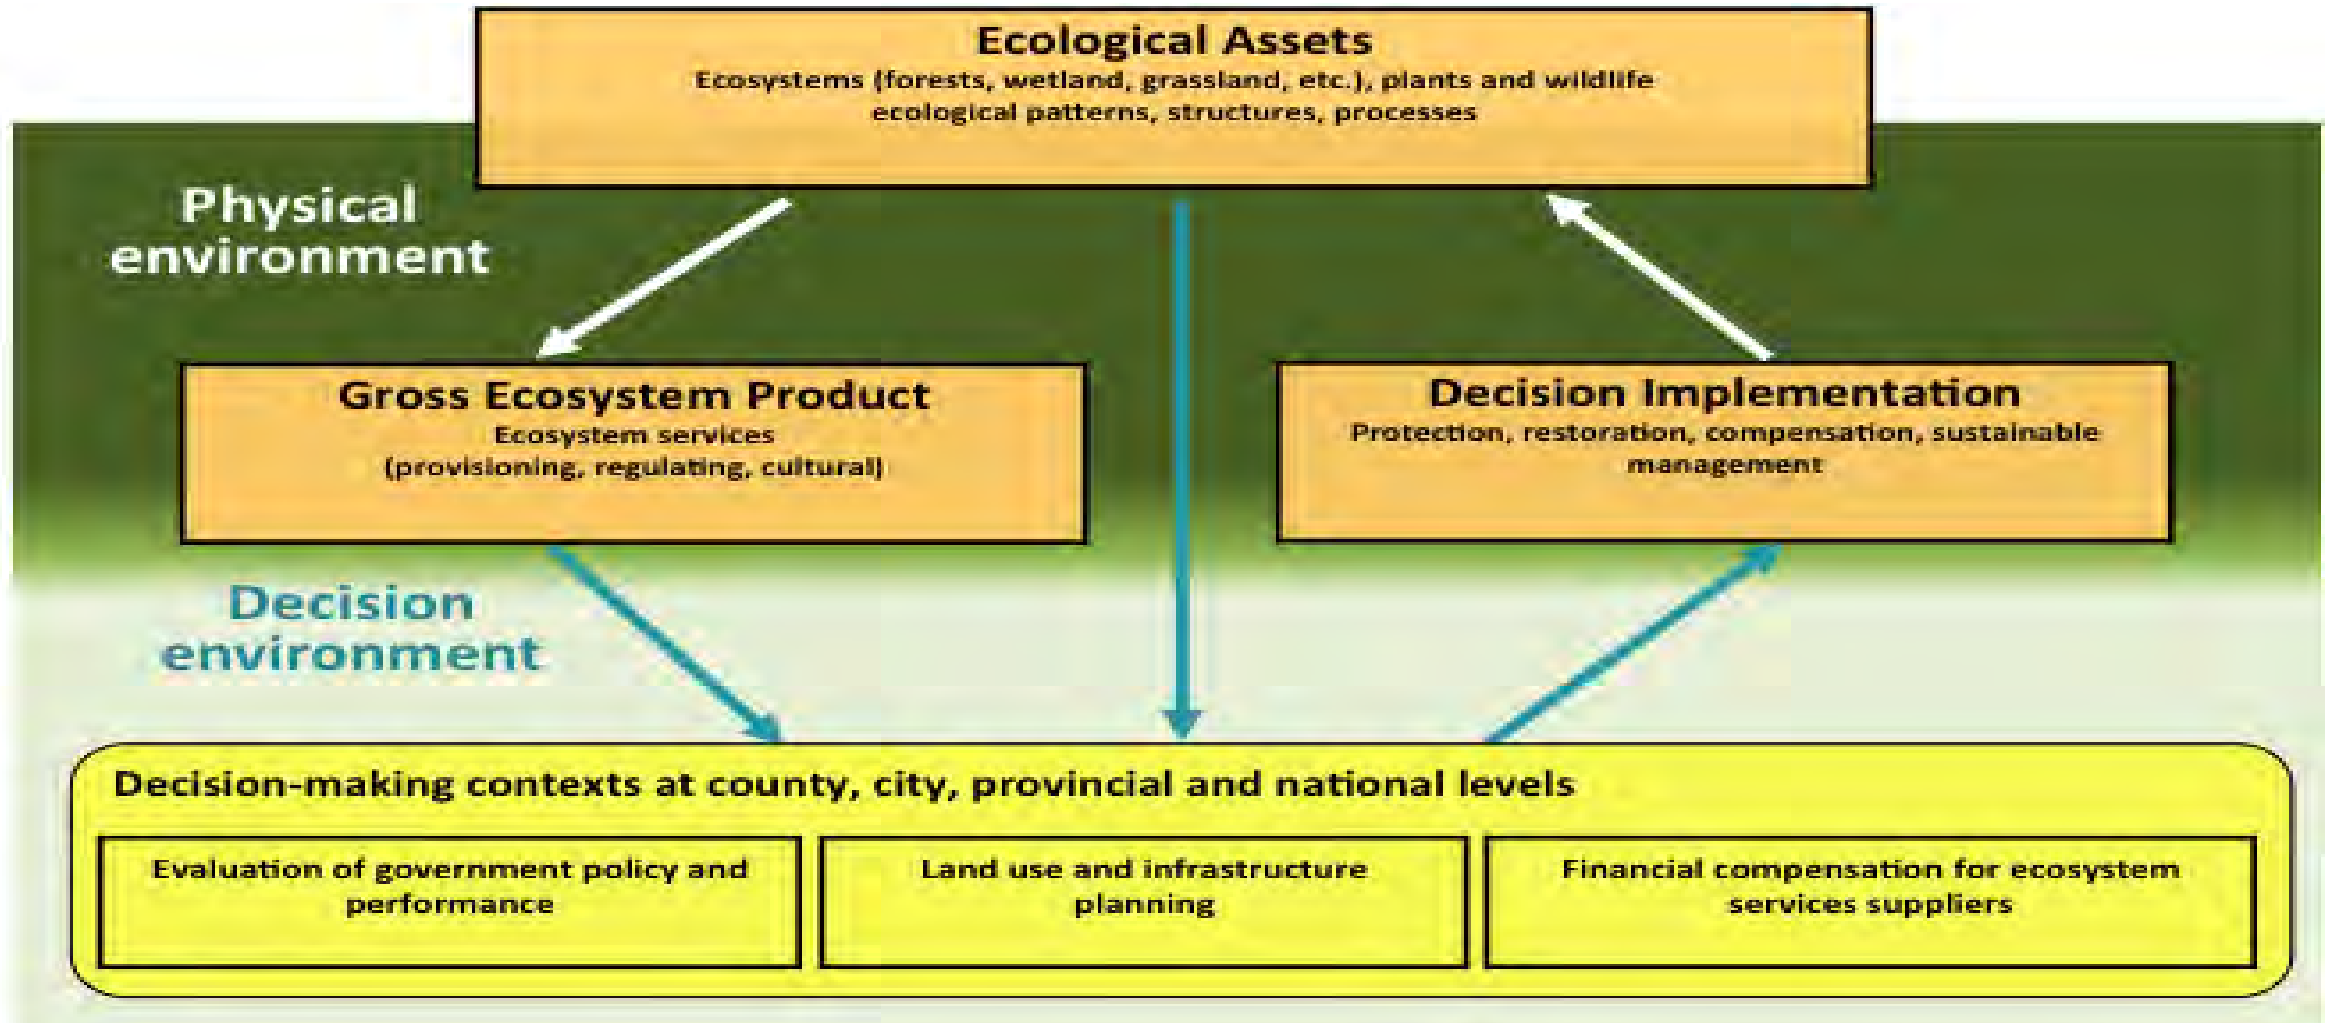 Ecological Assets
Ecosystems (forests, wetland, grassland, etc.), plants and wildlife
ecological patterns, structures, processes
Physical
environment
Gross Ecosystem Product
Ecosystem services
(provisioning, regulating, cultural)
Decision Implementation
Protection, restoration, compensation, sustainable
management
Decision
environment
Decision-making contexts at county, city, provincial and national levels
Evaluation of government policy and
performance
Land use and infrastructure
planning
Financial compensation for ecosystem
services suppliers